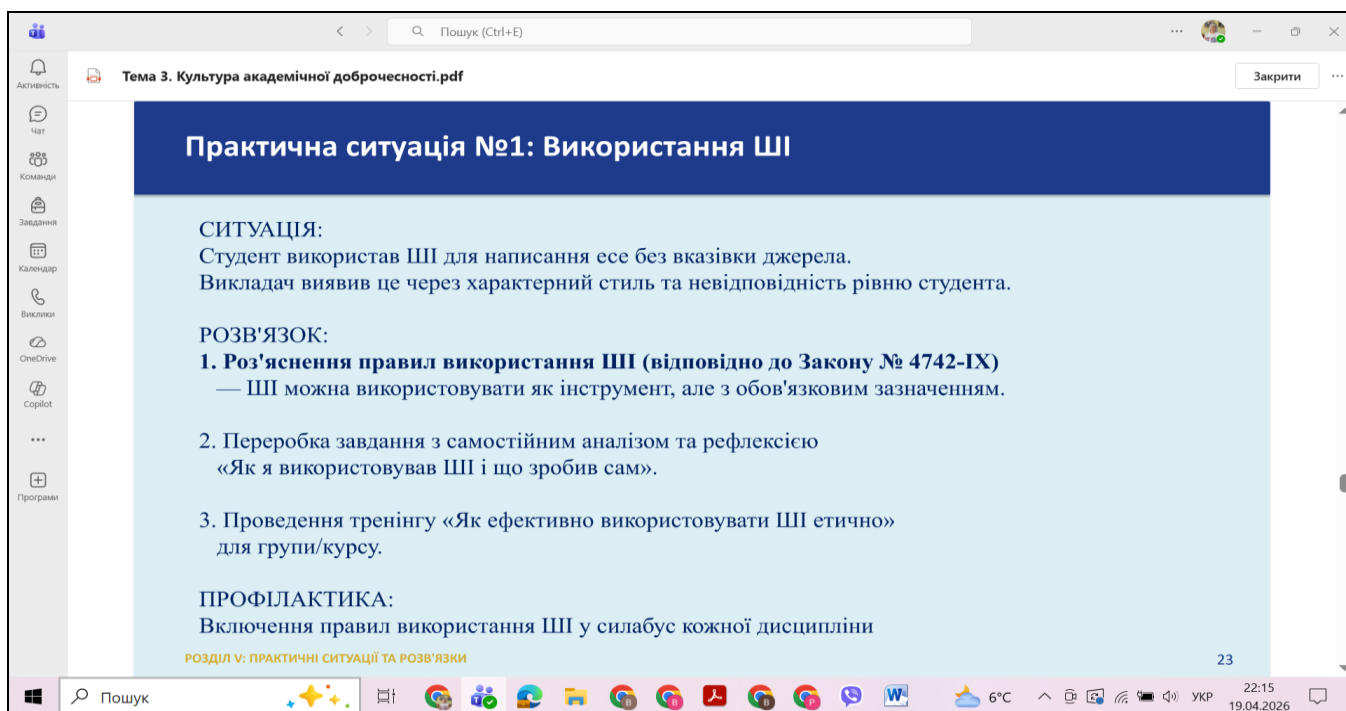 Пошук (Ctrl+E)
Активність
Чат
Команди
Завдання
Календар
Виклики
OneDrive
Copilot
Програми
Тема 3. Культура академічної доброчесності.pdf
Закрити
Практична ситуація №1: Використання ШІ
СИТУАЦІЯ:
Студент використав ШІ для написання есе без вказівки джерела.
Викладач виявив це через характерний стиль та невідповідність рівню студента.
РОЗВ'ЯЗОК:
1. Роз'яснення правил використання ШІ (відповідно до Закону № 4742-IX)
— ШІ можна використовувати як інструмент, але з обов'язковим зазначенням.
2. Переробка завдання з самостійним аналізом та рефлексією
«Як я використовував ШІ і що зробив сам».
3. Проведення тренінгу «Як ефективно використовувати ШІ етично»
для групи/курсу.
ПРОФІЛАКТИКА:
Включення правил використання ШІ у силабус кожної дисципліни
РОЗДІЛ V: ПРАКТИЧНІ СИТУАЦІЇ ТА РОЗВ'ЯЗКИ
23
Пошук
6°C
УКР
22:15
19.04.2026